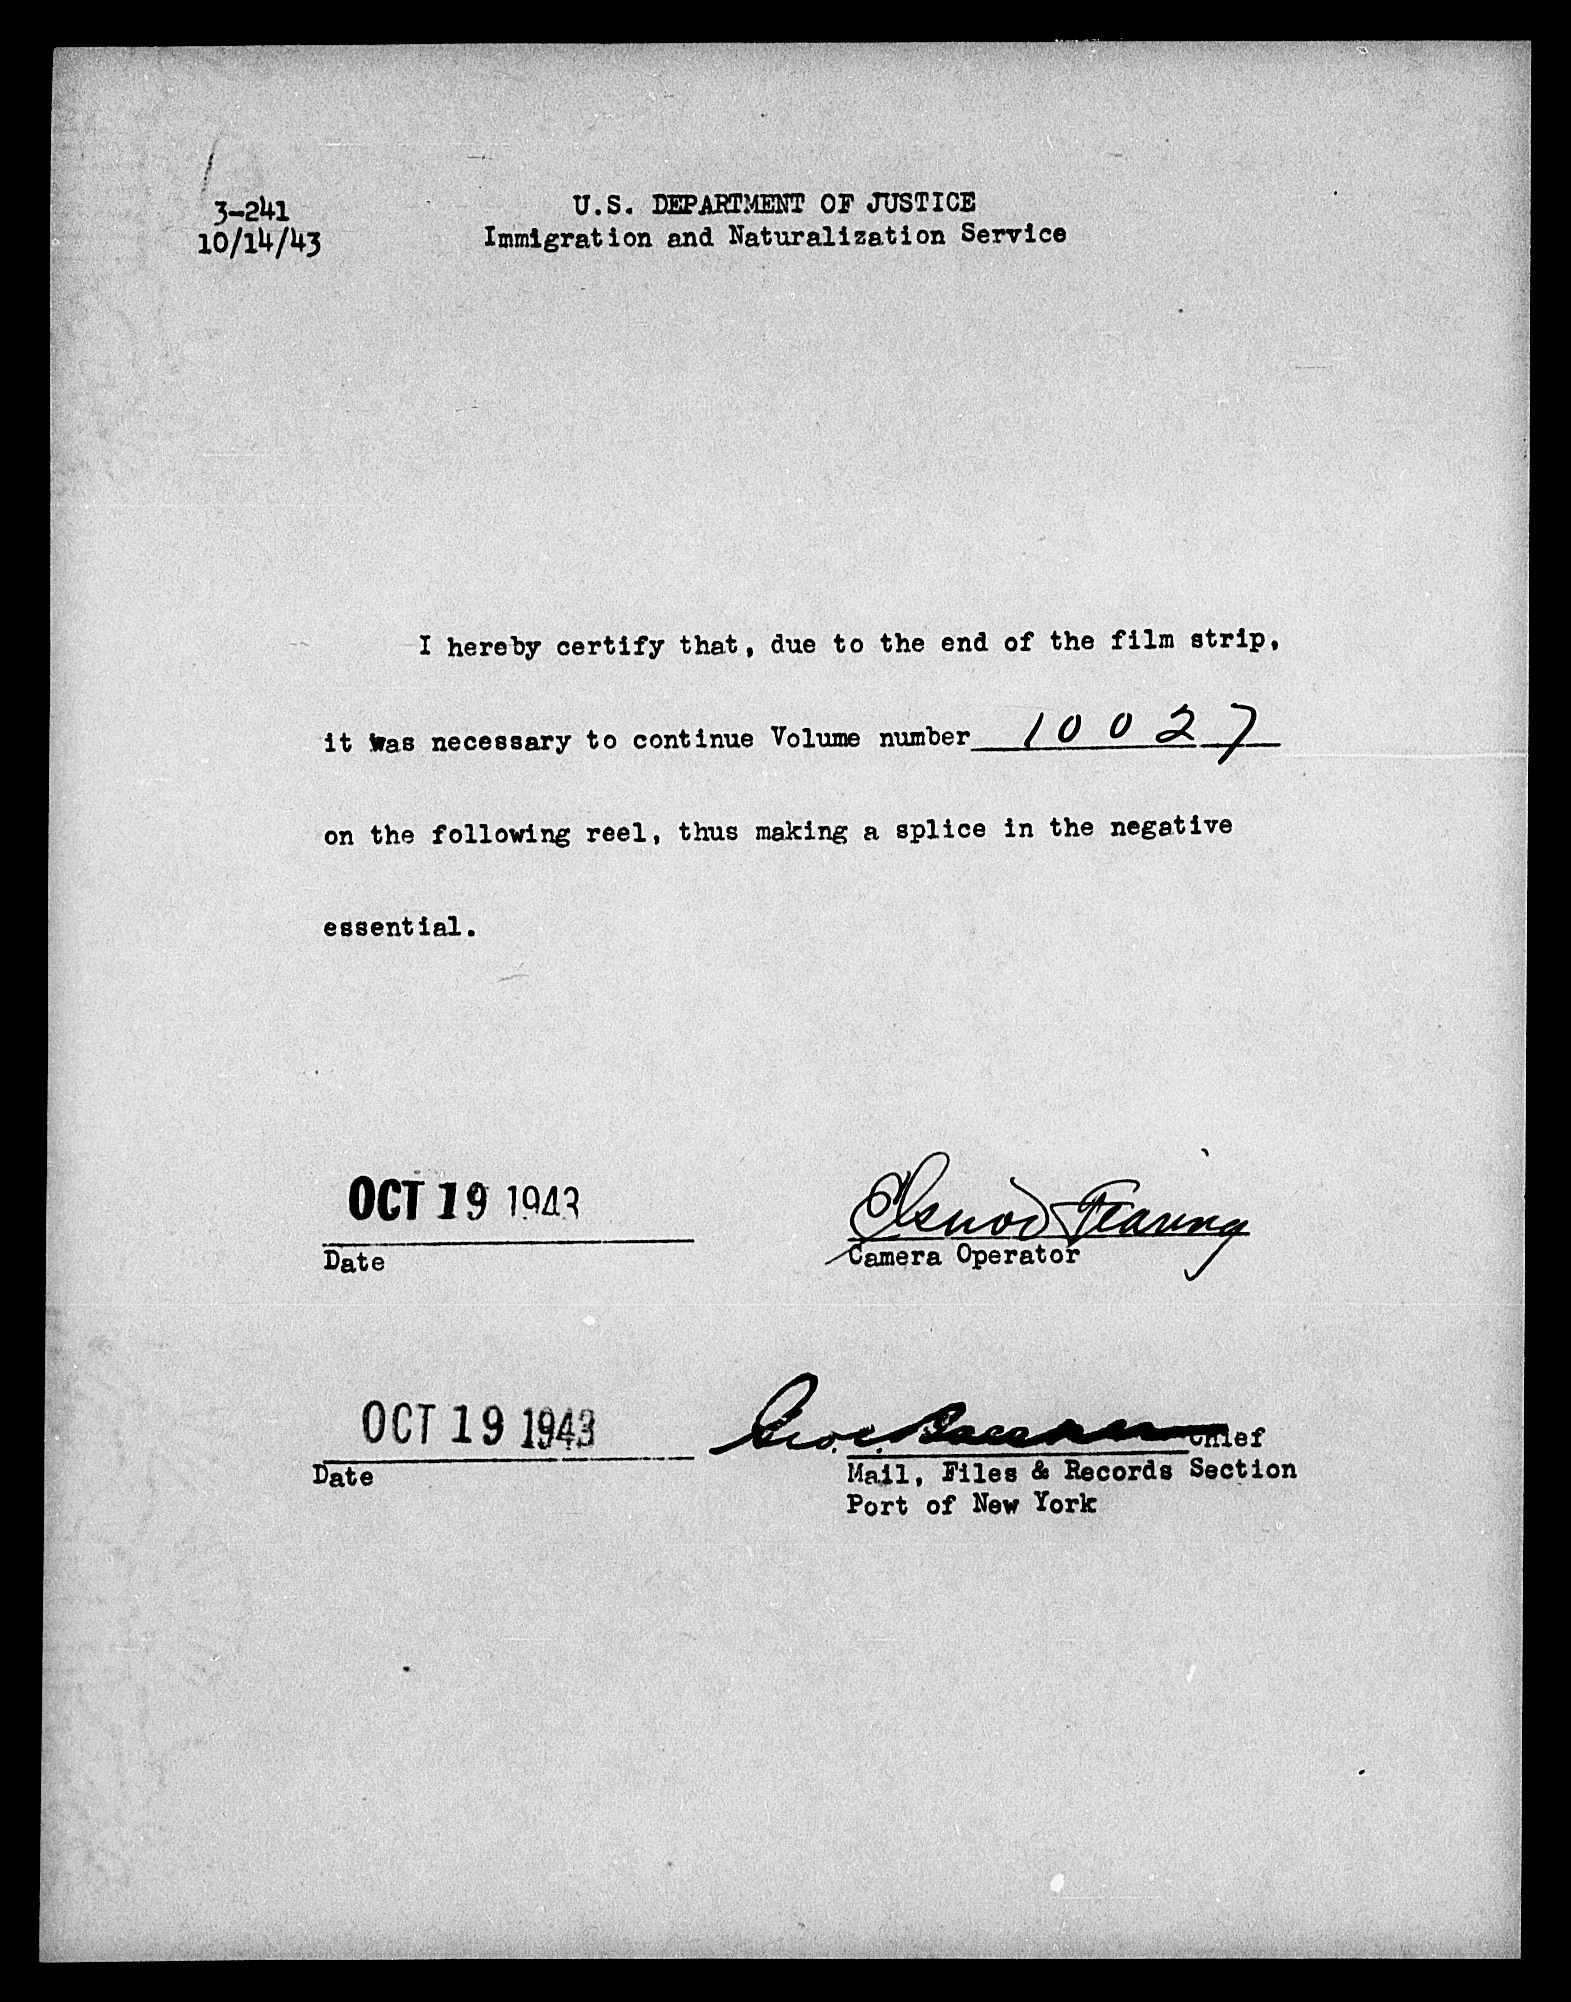 3-241
10/14/43
U.S. DEPARTMENT OF JUSTICE
Immigration and Naturalization Service
I hereby certify that, due to the end of the film strip,
it was necessary to continue Volume number 10027
on the following reel, thus making a splice in the negative
essential.
OCT 19 1943
Date
Camera Operator
OCT 19 1943
Date
Geo. Chief
Mail, Files & Records Section
Port of New York